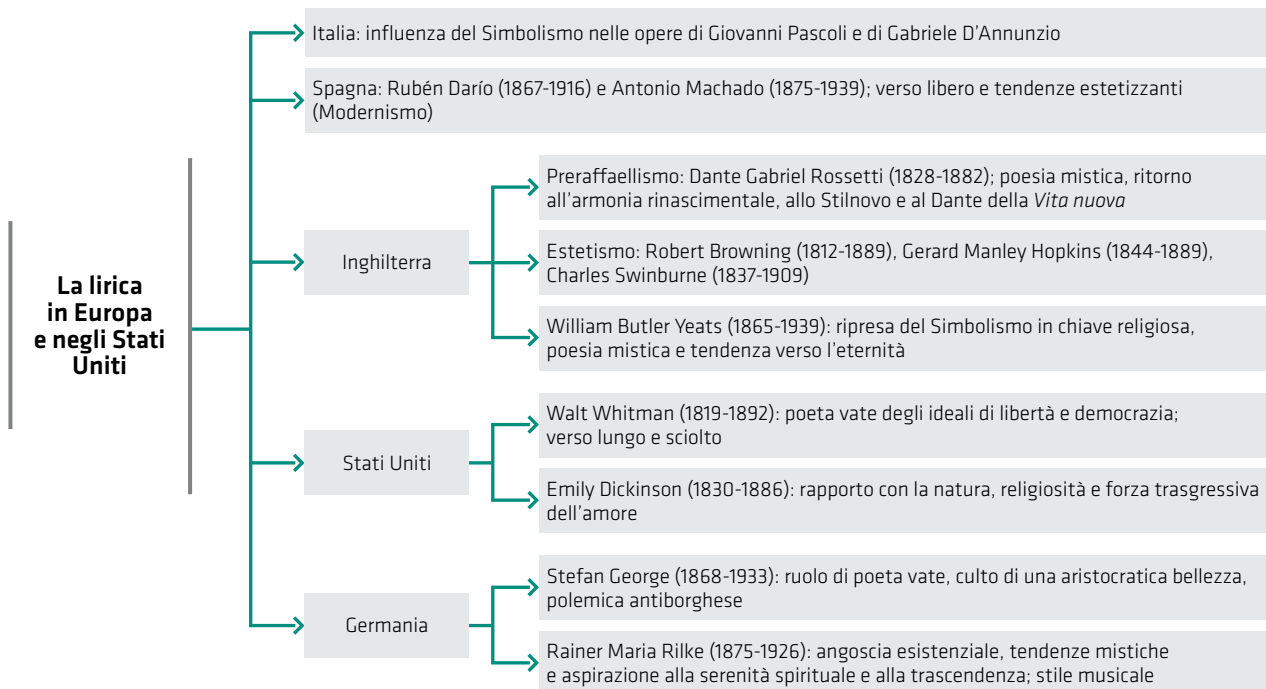 La lirica
in Europa
e negli Stati
Uniti
Italia: influenza del Simbolismo nelle opere di Giovanni Pascoli e di Gabriele D'Annunzio
Spagna: Rubén Darío (1867-1916) e Antonio Machado (1875-1939); verso libero e tendenze estetizzanti
(Modernismo)
Inghilterra
Preraffaellismo: Dante Gabriel Rossetti (1828-1882); poesia mistica, ritorno
all'armonia rinascimentale, allo Stilnovo e al Dante della Vita nuova
Estetismo: Robert Browning (1812-1889), Gerard Manley Hopkins (1844-1889),
Charles Swinburne (1837-1909)
William Butler Yeats (1865-1939): ripresa del Simbolismo in chiave religiosa,
poesia mistica e tendenza verso l'eternità
Stati Uniti
Walt Whitman (1819-1892): poeta vate degli ideali di libertà e democrazia;
verso lungo e sciolto
Emily Dickinson (1830-1886): rapporto con la natura, religiosità e forza trasgressiva
dell'amore
Germania
Stefan George (1868-1933): ruolo di poeta vate, culto di una aristocratica bellezza,
polemica antiborghese
Rainer Maria Rilke (1875-1926): angoscia esistenziale, tendenze mistiche
e aspirazione alla serenità spirituale e alla trascendenza; stile musicale